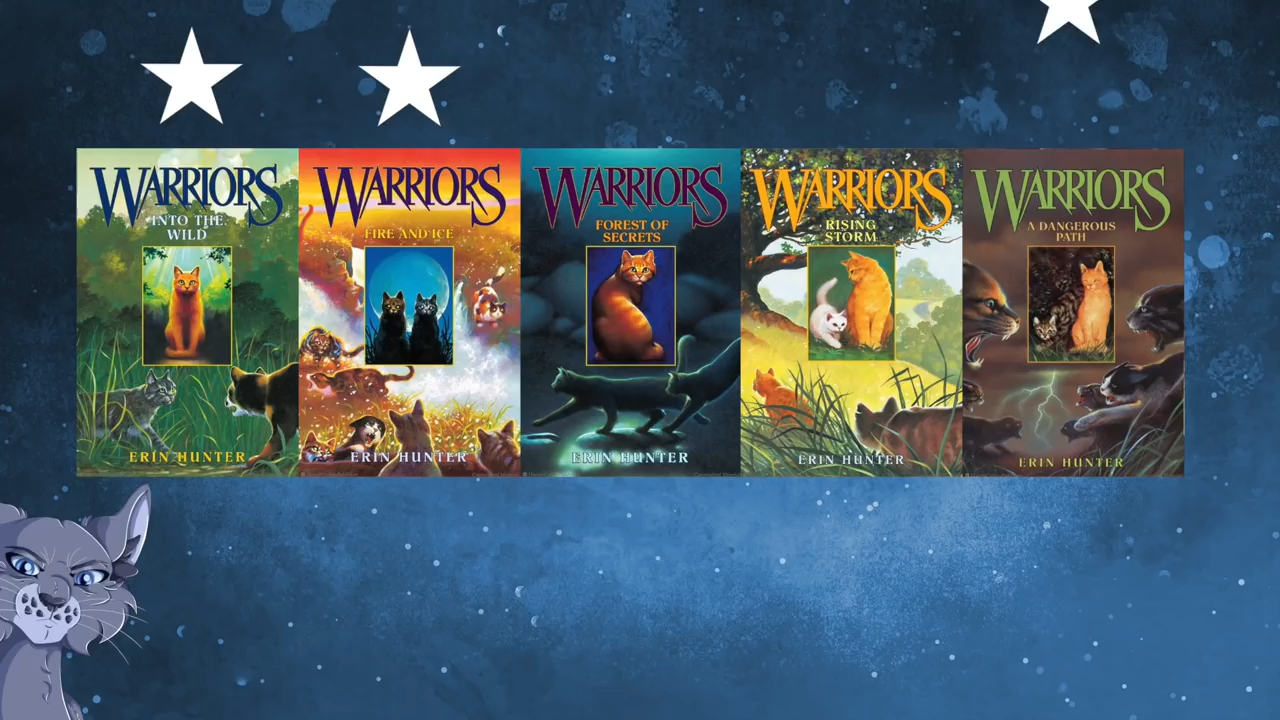 WARRIORS
INTO THE
WILD
ERIN HUNTER
WARRIORS
FIRE AND ICE
ERIN HUNTER
WARRIORS
FOREST OF
SECRETS
ERIN HUNTER
WARRIORS
RISING
STORM
ERIN HUNTER
WARRIORS
A DANGEROUS
PATH
ERIN HUNTER